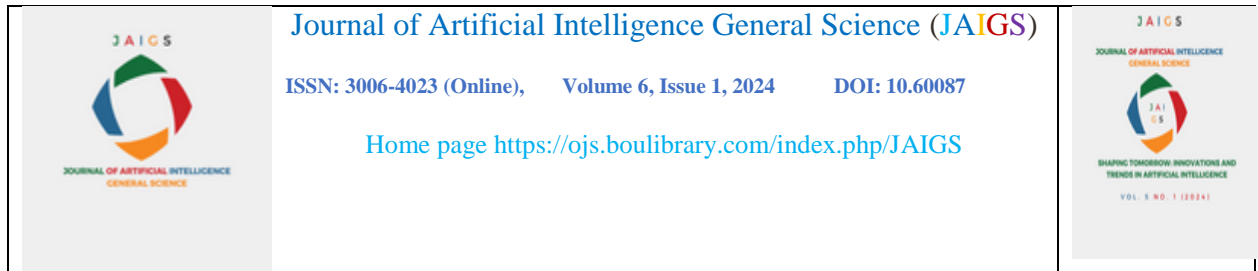 J A I G S
JOURNAL OF ARTIFICIAL INTELLIGENCE
GENERAL SCIENCE
Journal of Artificial Intelligence General Science (JAIGS)
ISSN: 3006-4023 (Online), Volume 6, Issue 1, 2024 DOI: 10.60087
Home page https://ojs.boulibrary.com/index.php/JAIGS
J A I G S
JOURNAL OF ARTIFICIAL INTELLIGENCE
GENERAL SCIENCE
J A I
G S
SHAPING TOMORROW: INNOVATIONS AND
TRENDS IN ARTIFICIAL INTELLIGENCE
VOL. 5 NO. 1 (2024)